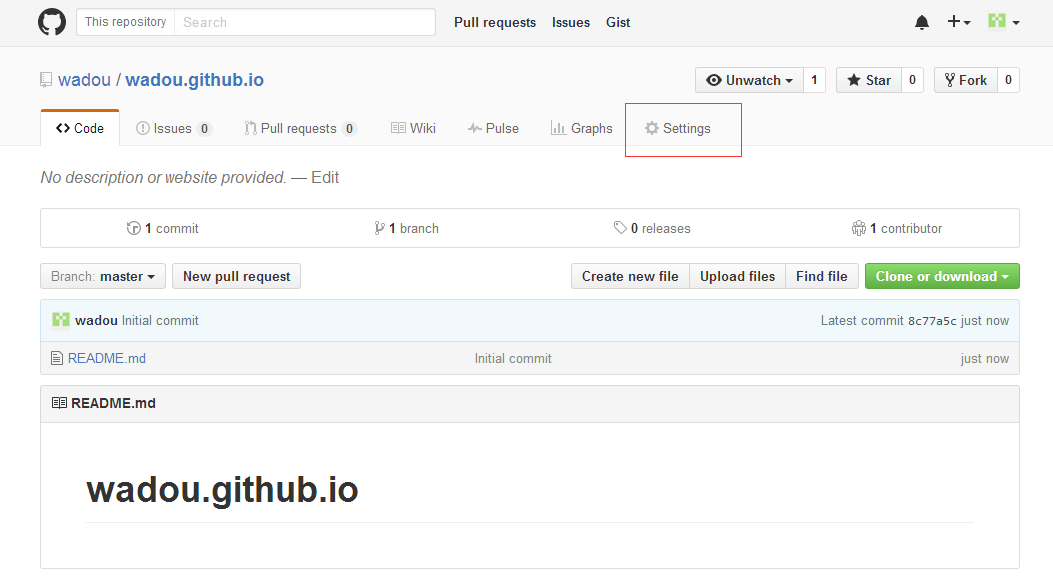 This repository Search Pull requests Issues Gist
wadou / wadou.github.io Unwatch 1 Star 0 Fork 0
Code Issues 0 Pull requests 0 Wiki Pulse Graphs Settings
No description or website provided. — Edit
1 commit 1 branch 0 releases 1 contributor
Branch: master New pull request Create new file Upload files Find file Clone or download
wadou Initial commit Latest commit 8c77a5c just now
README.md Initial commit just now
README.md
wadou.github.io